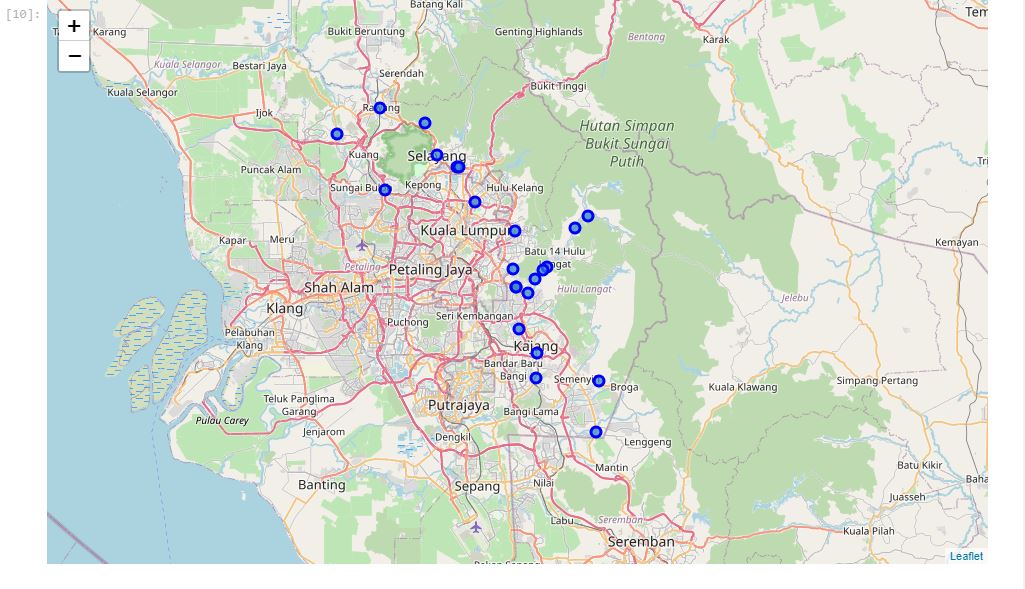 [10]:
+
−
Batang Kali
Karang
Bukit Beruntung
Genting Highlands
Bentong
Karak
Tem
Kuala Selangor
Bestari Jaya
Serendah
Kuala Selangor
Bukit Tinggi
Ijok
Hutan Simpan
Bukit Sungai
Putih
Kuang
Selayang
Puncak Alam
Sungai Bu
Kepong
Hulu Kelang
Kapar
Meru
Kuala Lumpur
Kemayan
Batu 14 Hulu
Langat
Petaling
Petaling Jaya
Shah Alam
Hulu Langat
Jelebu
Klang
Puchong
Seri Kembangan
Pelabuhan
Klang
Kajang
Bandar Baru
Bangi
Semeny
Broga
Kuala Klawang
Simpang Pertang
Teluk Panglima
Garang
Putrajaya
Bangi Lama
Pulau Carey
Jenjarom
Dengkil
Lenggeng
Mantin
Batu Kikir
Banting
Sepang
Nilai
Baha
Juasseh
Labu
Seremban
Kuala Pilah
Seremban
Leaflet